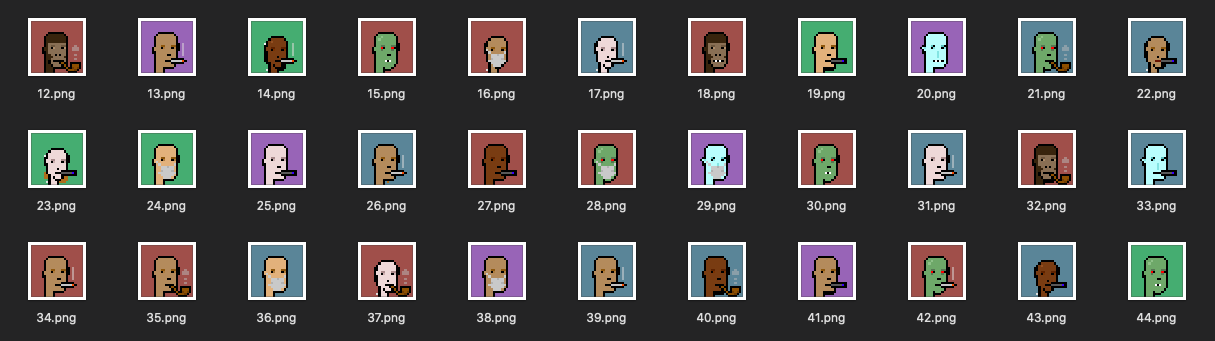 12.png 13.png 14.png 15.png 16.png 17.png 18.png 19.png 20.png 21.png 22.png
23.png 24.png 25.png 26.png 27.png 28.png 29.png 30.png 31.png 32.png 33.png
34.png 35.png 36.png 37.png 38.png 39.png 40.png 41.png 42.png 43.png 44.png